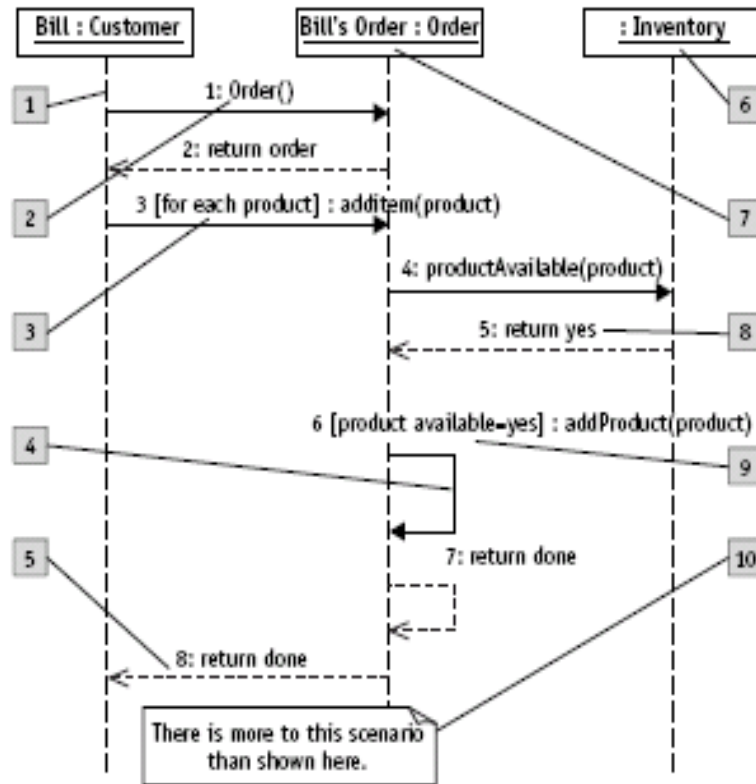 Bill : Customer
Bill's Order : Order
: Inventory
1
1: Order()
6
2: return order
2
3 [for each product] : additem(product)
7
4: productAvailable(product)
3
5: return yes
8
6 [product available=yes] : addProduct(product)
4
9
5
7: return done
10
8: return done
There is more to this scenario
than shown here.